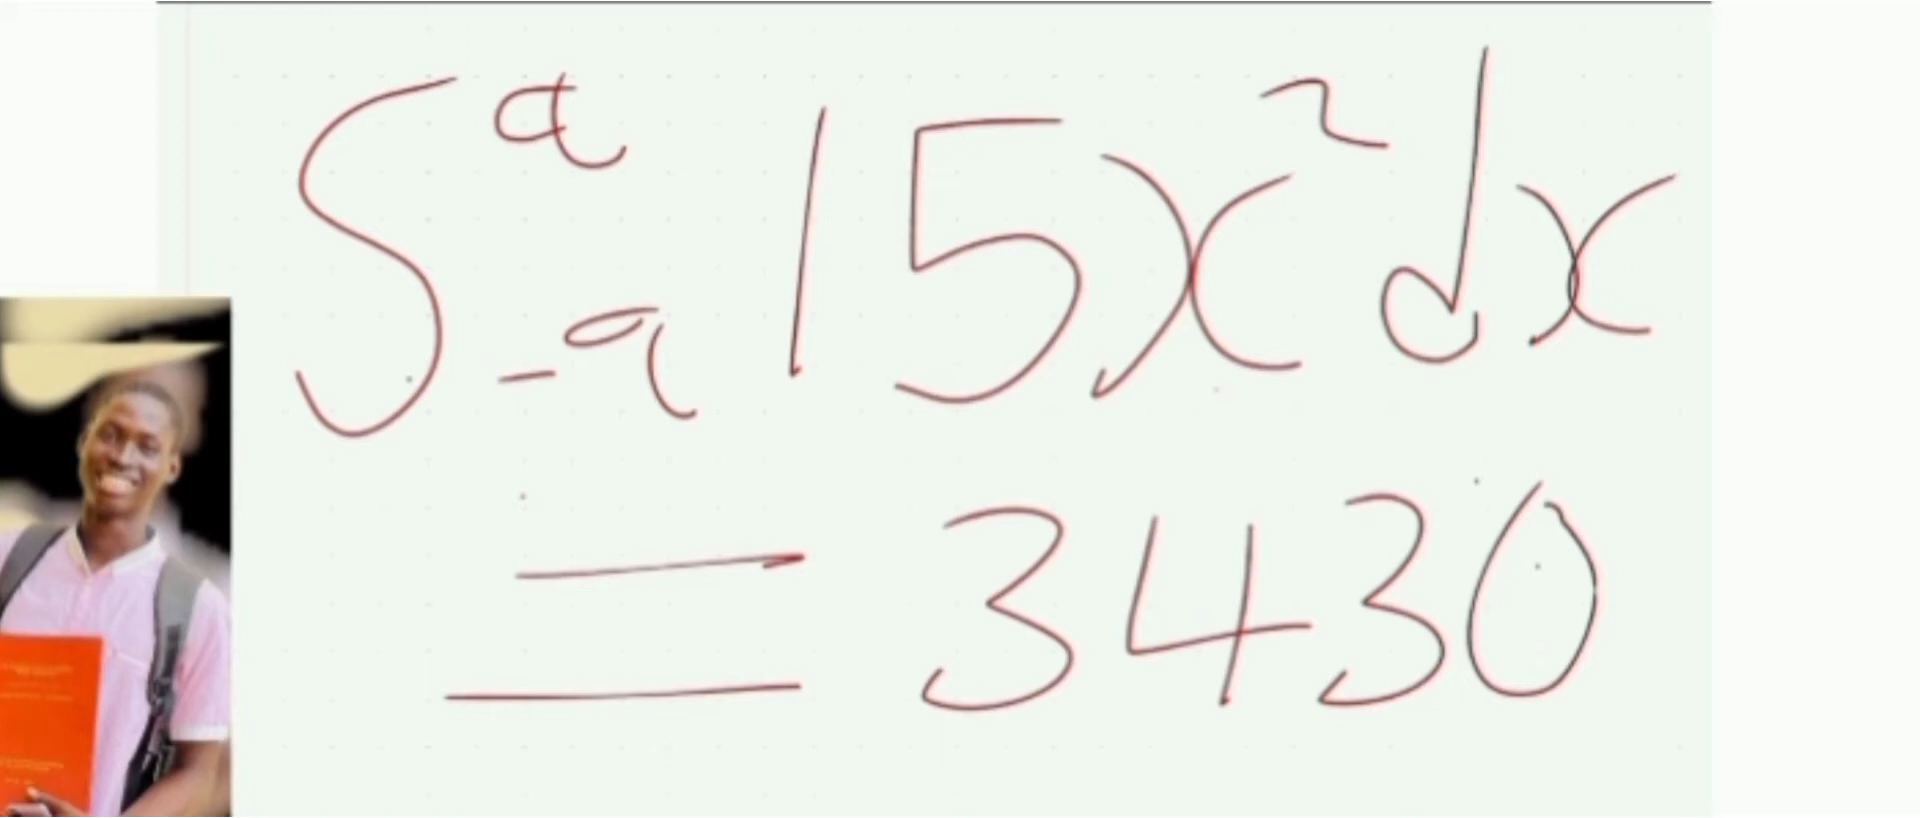 ∫ᵃ₋ₐ 15x² dx
= 3430